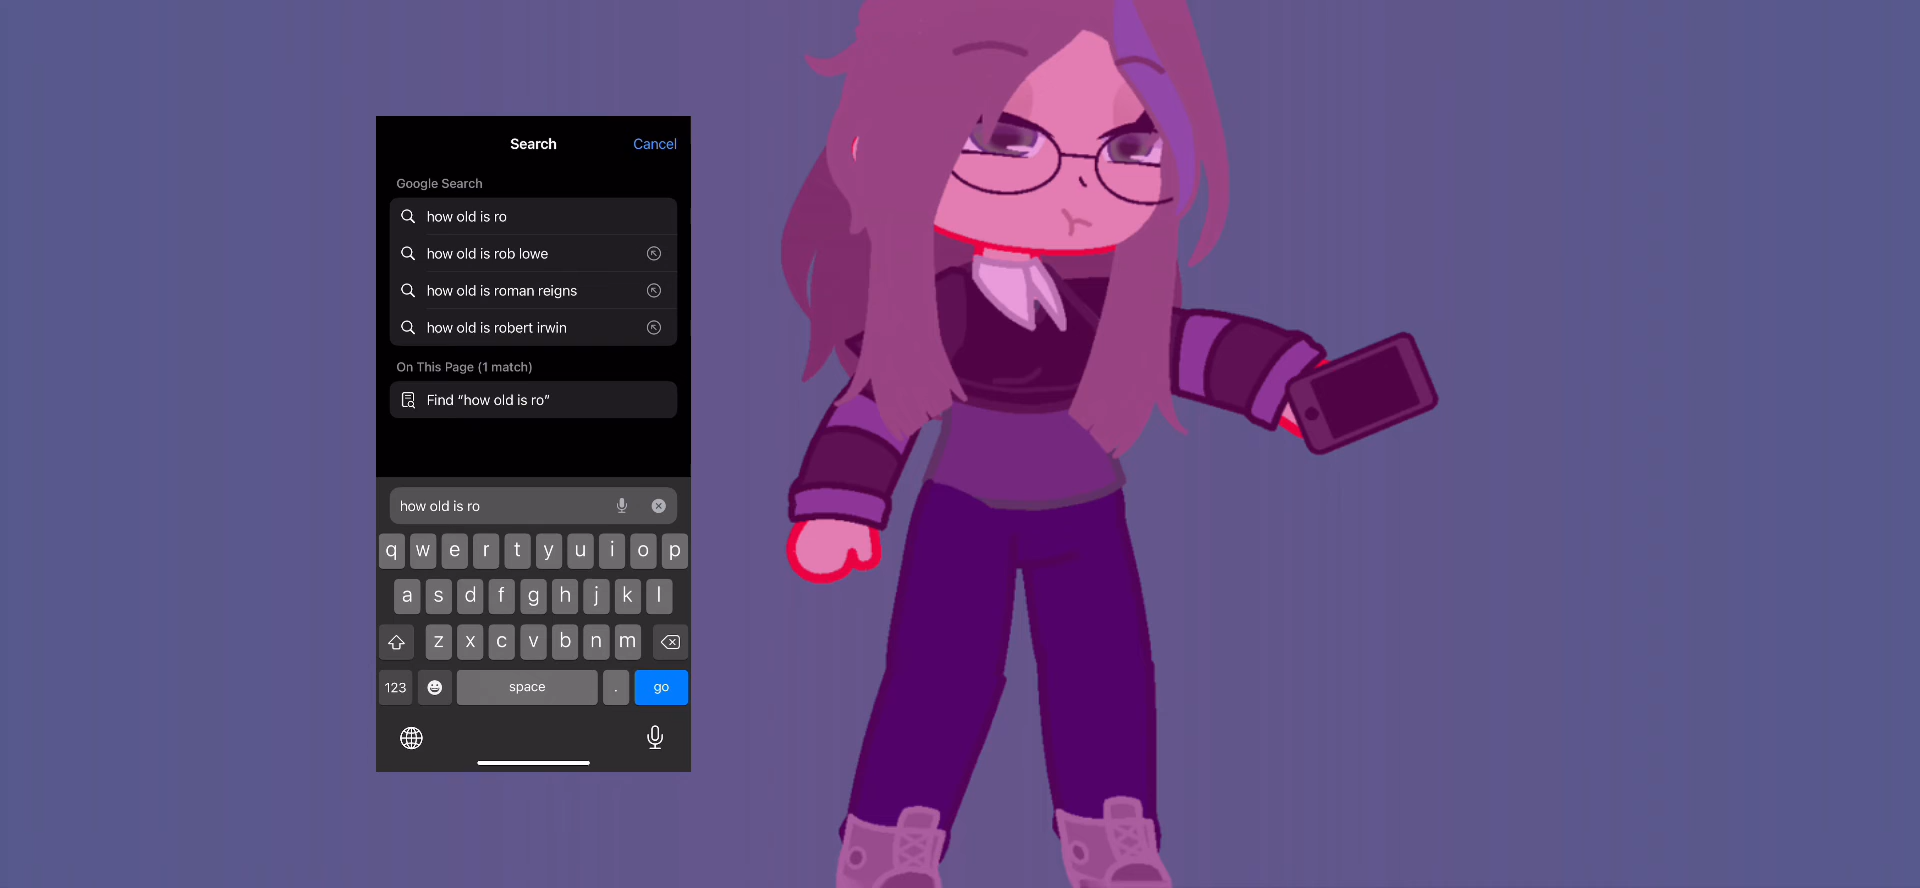 Search
Cancel
Google Search
how old is ro
how old is rob lowe
how old is roman reigns
how old is robert irwin
On This Page (1 match)
Find “how old is ro”
how old is ro
q w e r t y u i o p
a s d f g h j k l
z x c v b n m
123 space . go